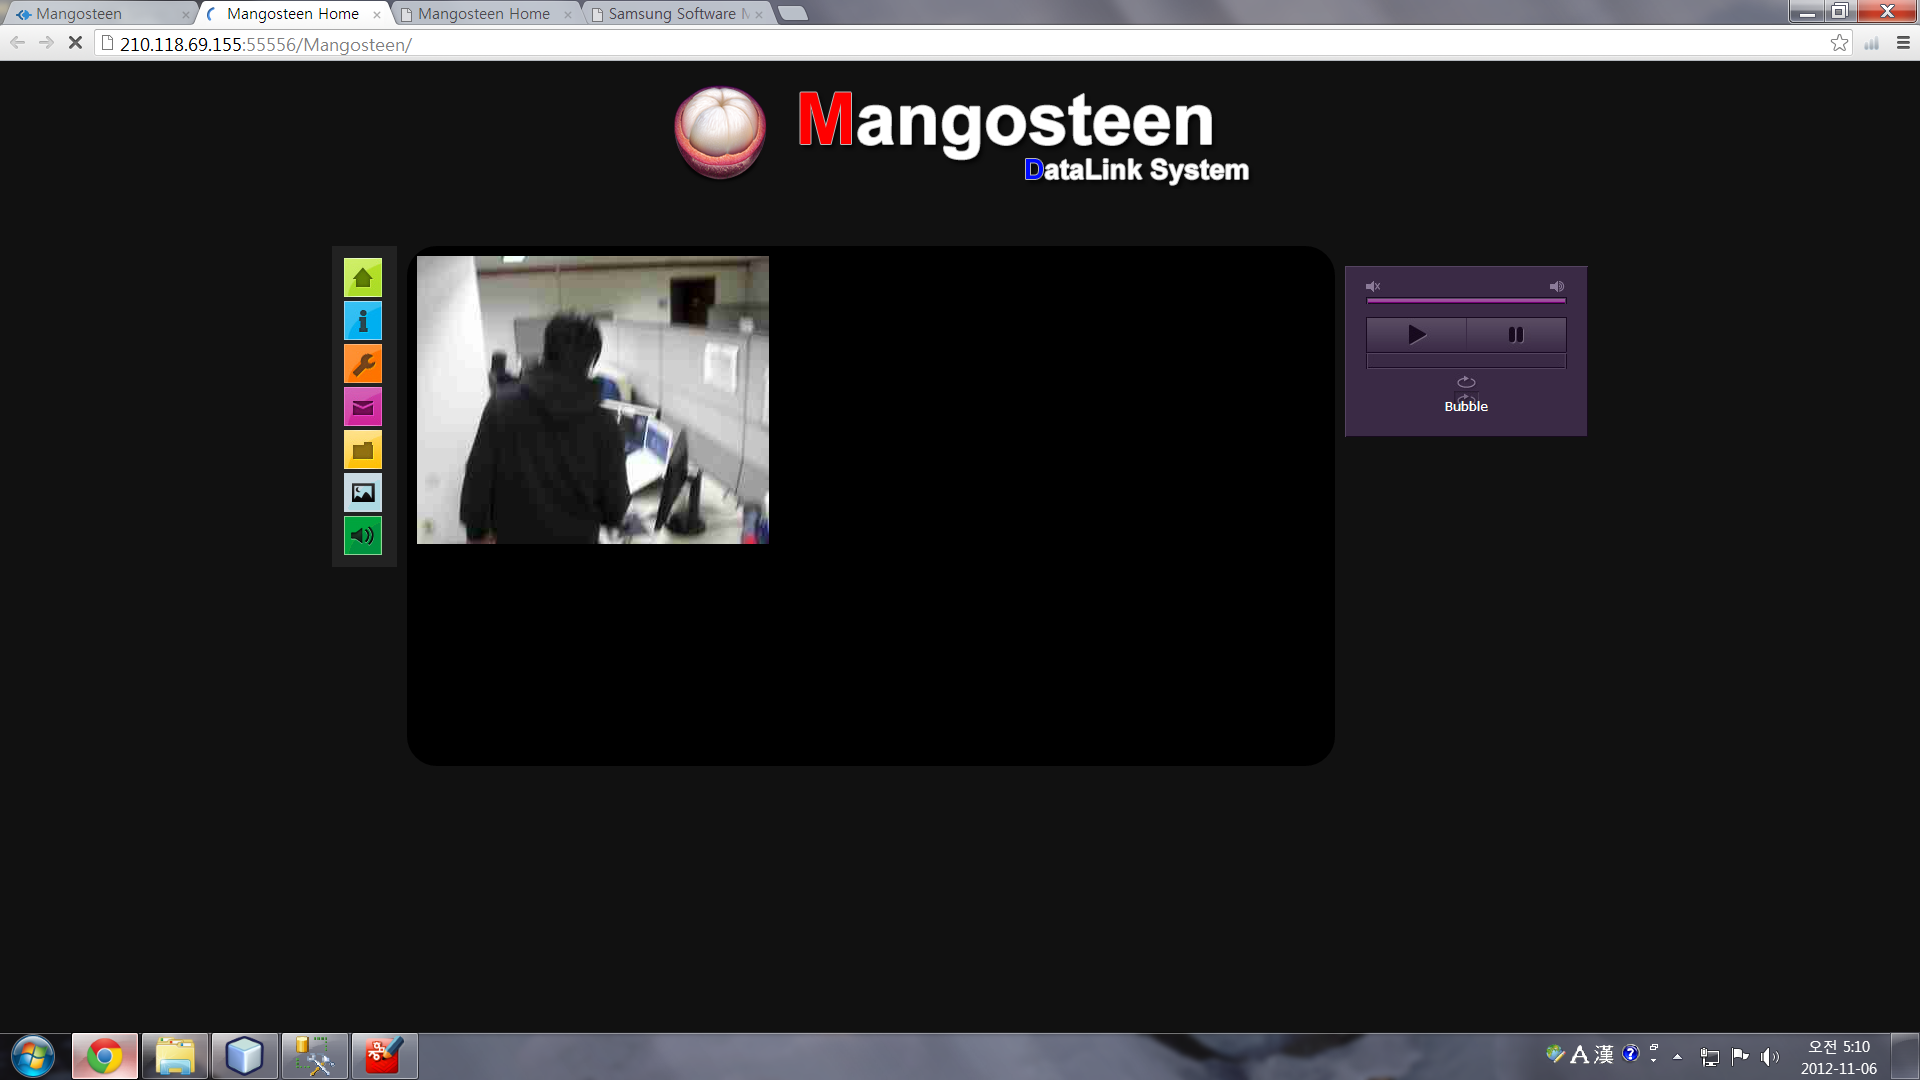 Mangosteen
Mangosteen Home
Mangosteen Home
Samsung Software
210.118.69.155:55556/Mangosteen/
Mangosteen
DataLink System
Bubble
A 漢
오전 5:10
2012-11-06